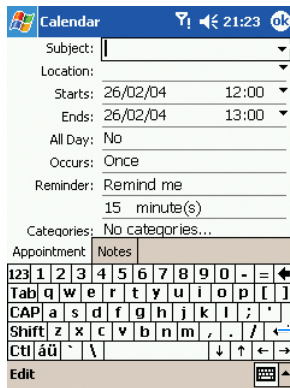 Calendar 21:23 ok
Subject:
Location:
Starts: 26/02/04 12:00
Ends: 26/02/04 13:00
All Day: No
Occurs: Once
Reminder: Remind me
15 minute(s)
Categories: No categories...
Appointment Notes
123 1 2 3 4 5 6 7 8 9 0 - =
Tab q w e r t y u i o p [ ]
CAP a s d f g h j k l ; '
Shift z x c v b n m , . /
Ctl áü ` \
Edit